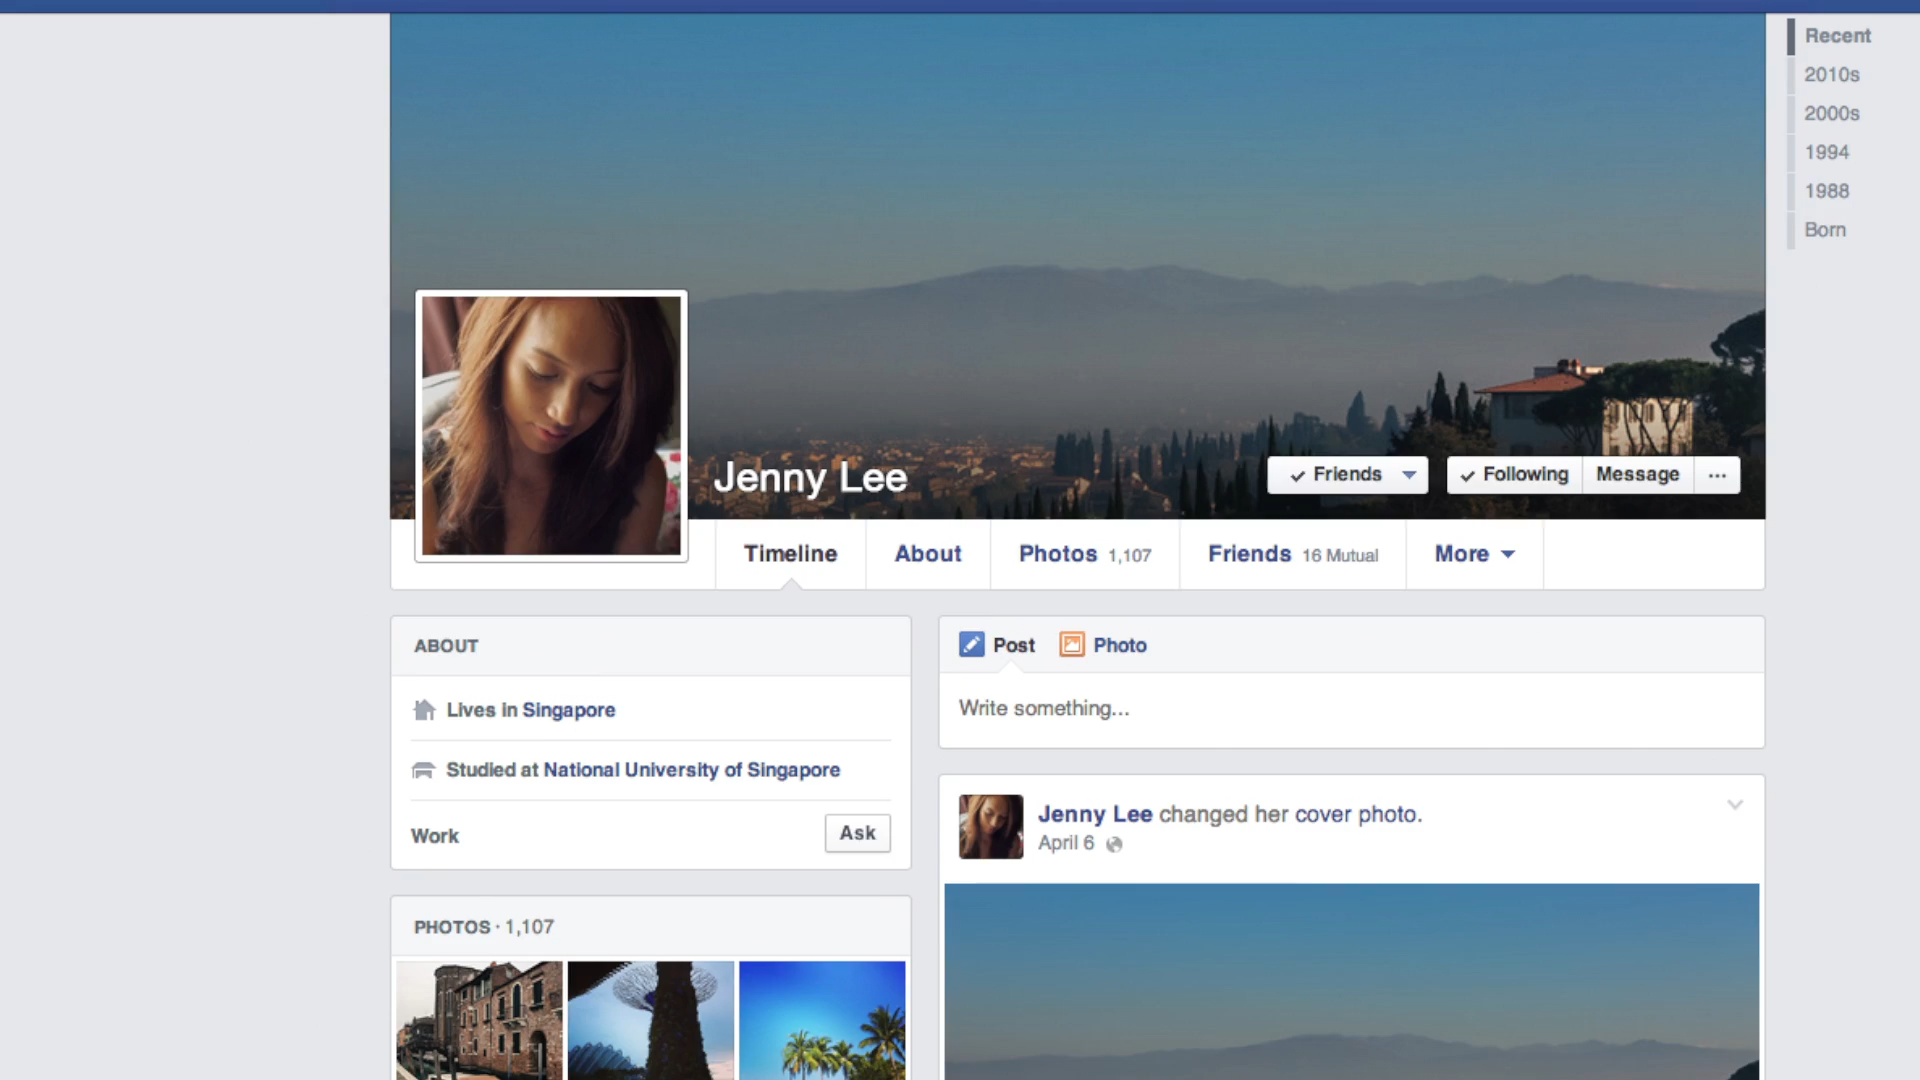 Recent
2010s
2000s
1994
1988
Born
Jenny Lee
Friends
Following
Message
...
Timeline
About
Photos 1,107
Friends 16 Mutual
More
ABOUT
Lives in Singapore
Studied at National University of Singapore
Work
Ask
PHOTOS · 1,107
Post
Photo
Write something...
Jenny Lee changed her cover photo.
April 6